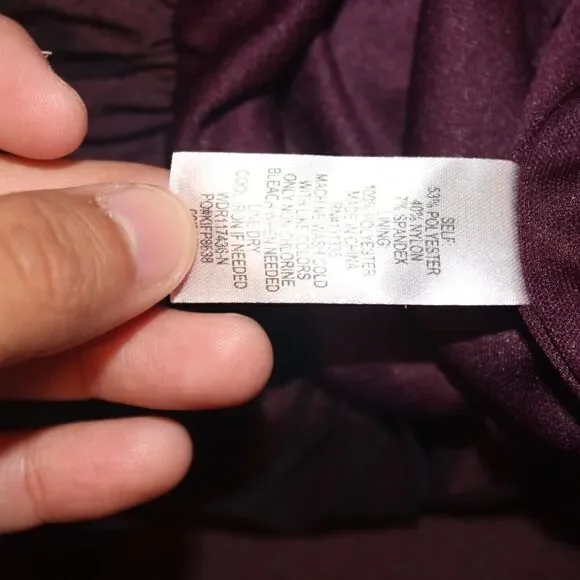 SELF
53% POLYESTER
40% NYLON
7% SPANDEX
LINING
100% POLYESTER
MADE IN CHINA
MACHINE WASH COLD
WITH LIKE COLORS
ONLY NON CHLORINE
BLEACH WHEN NEEDED
LINE DRY
COOL IRON IF NEEDED
WDR117436-N